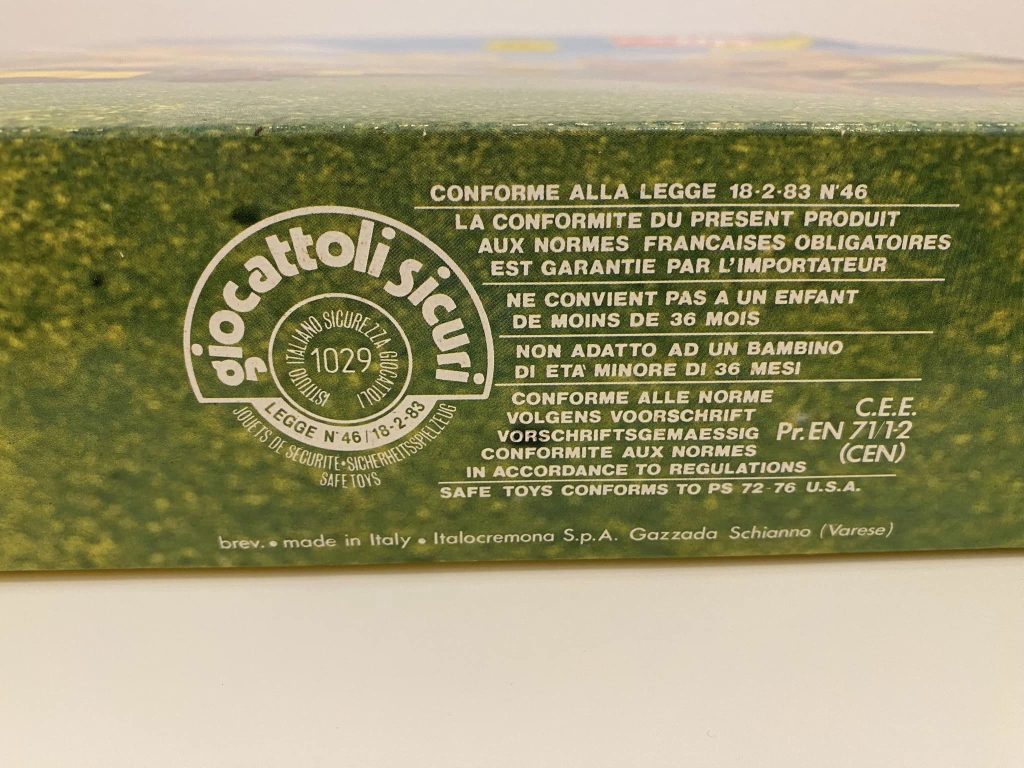 giocattoli sicuri
ISTITUTO ITALIANO SICUREZZA GIOCATTOLI
1029
LEGGE N°46/18-2-83
JOUETS DE SECURITE•SICHERHEITSSPIELZEUG
SAFE TOYS
CONFORME ALLA LEGGE 18-2-83 N°46
LA CONFORMITE DU PRESENT PRODUIT
AUX NORMES FRANCAISES OBLIGATOIRES
EST GARANTIE PAR L'IMPORTATEUR
NE CONVIENT PAS A UN ENFANT
DE MOINS DE 36 MOIS
NON ADATTO AD UN BAMBINO
DI ETA' MINORE DI 36 MESI
CONFORME ALLE NORME
VOLGENS VOORSCHRIFT
VORSCHRIFTSGEMAESSIG
CONFORMITE AUX NORMES
IN ACCORDANCE TO REGULATIONS
C.E.E.
Pr. EN 71/1-2
(CEN)
SAFE TOYS CONFORMS TO PS 72-76 U.S.A.
brev. • made in Italy • Italocremona S.p.A. Gazzada Schianno (Varese)